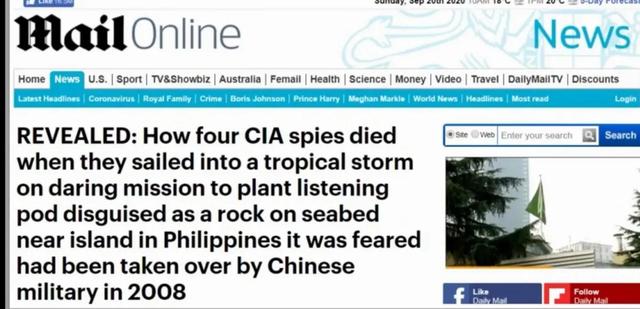 Like
Sunday, Sep 20th 2020 10AM 18°C 1PM 20°C 5-Day Forecast
Mail Online
News
Home News U.S. Sport TV&Showbiz Australia Femail Health Science Money Video Travel DailyMailTV Discounts
Latest Headlines Coronavirus Royal Family Crime Boris Johnson Prince Harry Meghan Markle World News Headlines Most read Login
Site Web Enter your search Search
REVEALED: How four CIA spies died
when they sailed into a tropical storm
on daring mission to plant listening
pod disguised as a rock on seabed
near island in Philippines it was feared
had been taken over by Chinese
military in 2008
Like
Daily Mail
Follow
Daily Mail